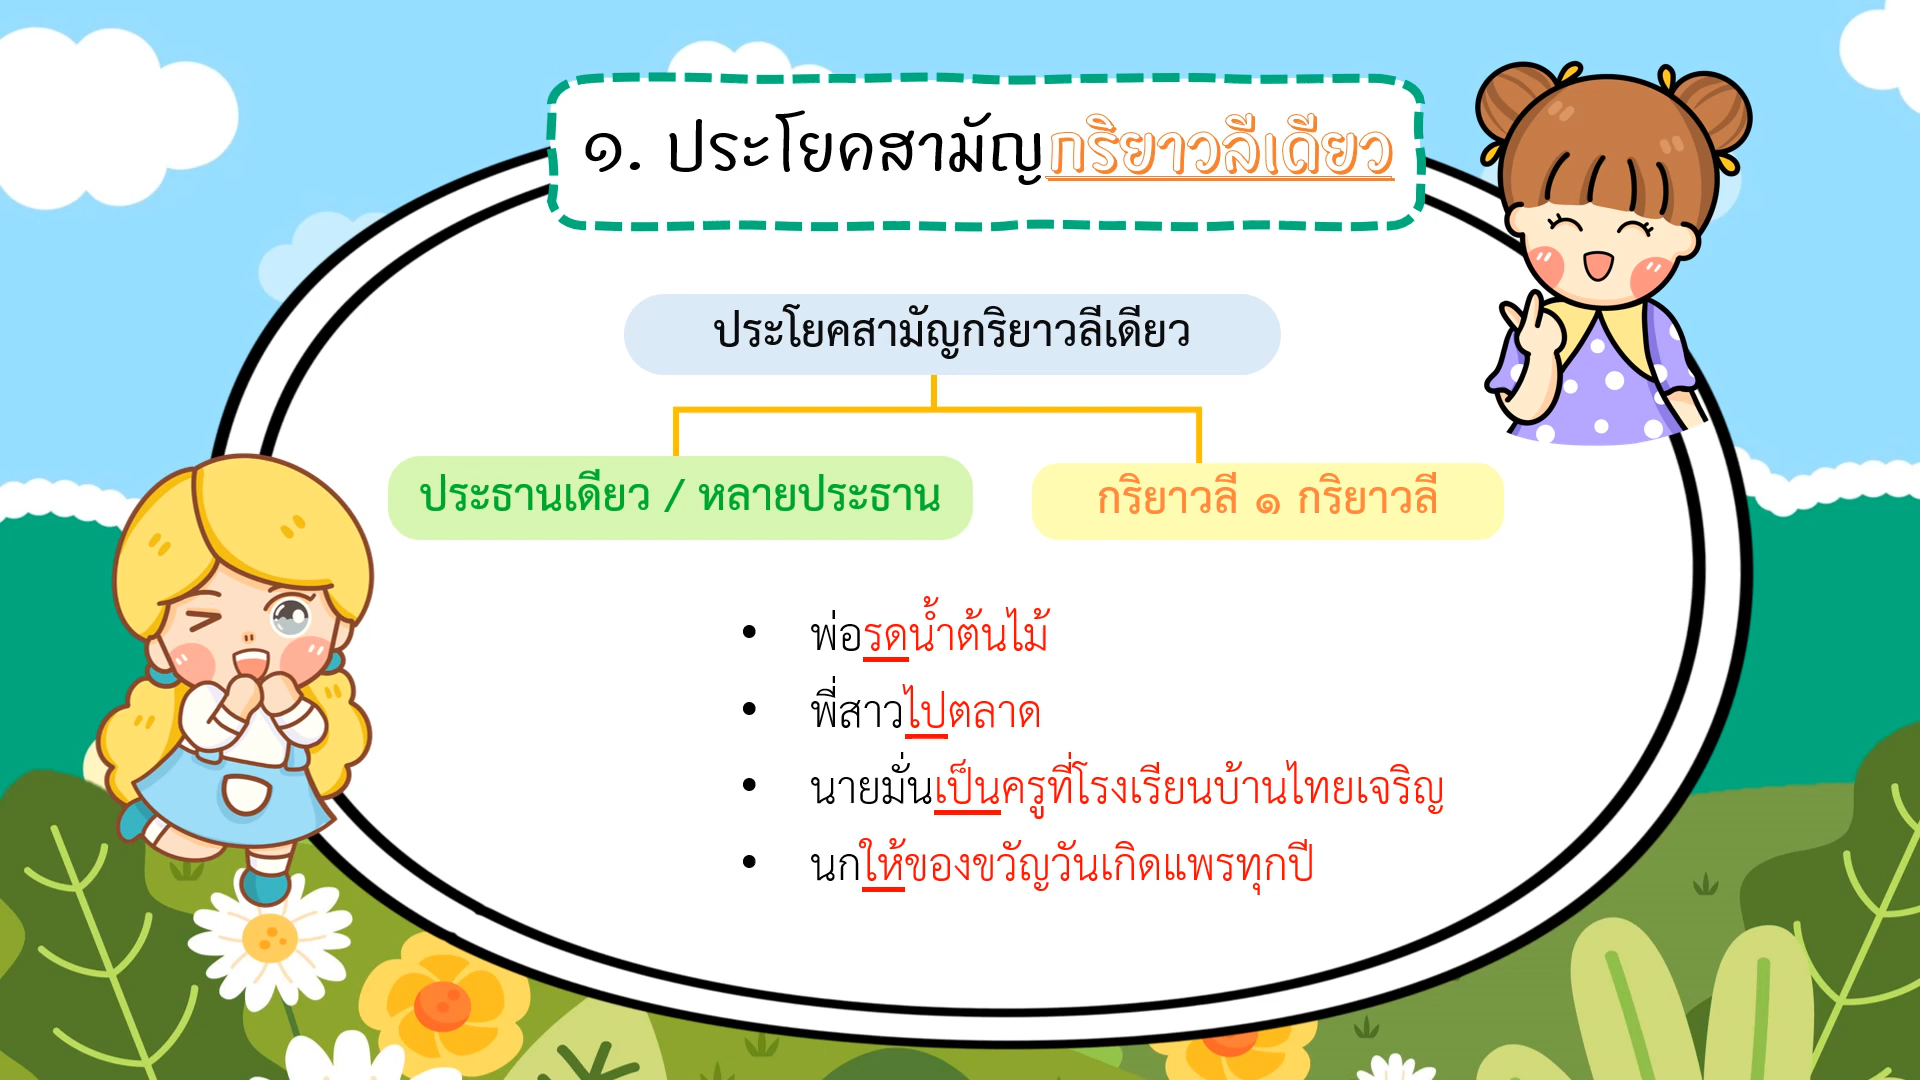 ๑. ประโยคสามัญกริยาวลีเดียว
ประโยคสามัญกริยาวลีเดียว
ประธานเดียว / หลายประธาน
กริยาวลี ๑ กริยาวลี
• พ่อรดน้ำต้นไม้
• พี่สาวไปตลาด
• นายมั่นเป็นครูที่โรงเรียนบ้านไทยเจริญ
• นกให้ของขวัญวันเกิดแพรทุกปี